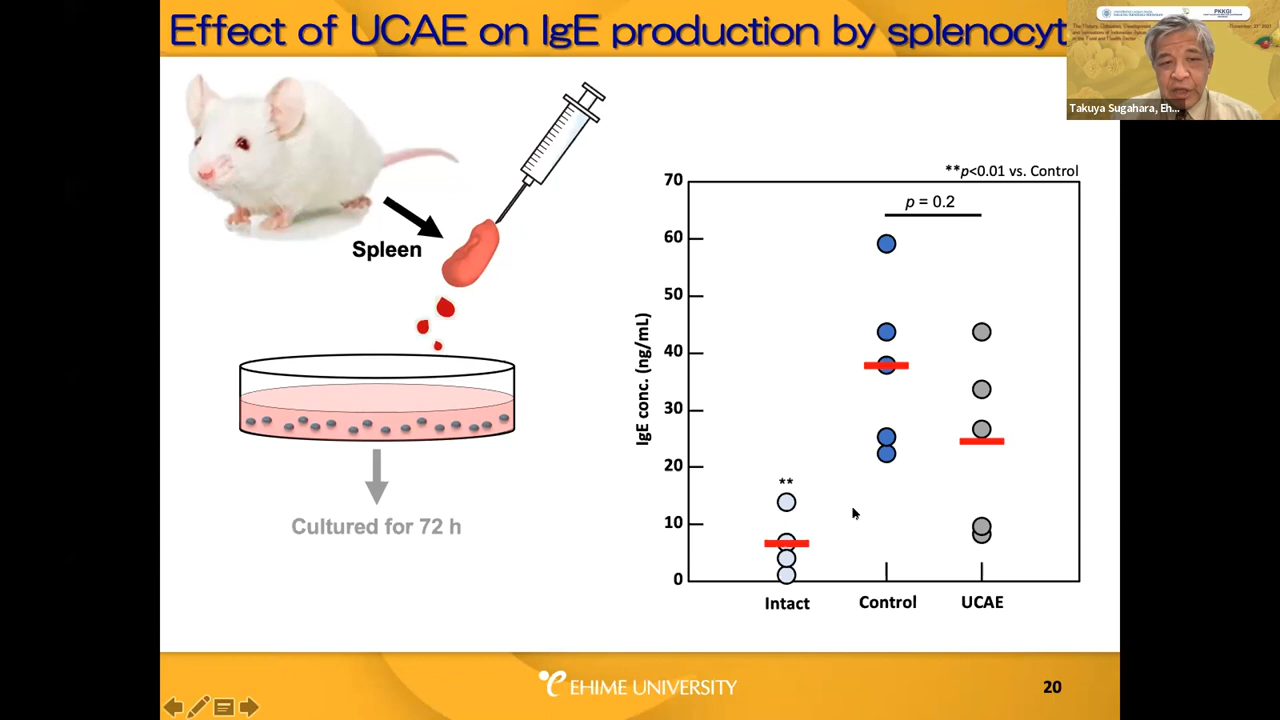 Effect of UCAE on IgE production by splenocyt
Takuya Sugahara, Eh...
PKKGI
Spleen
Cultured for 72 h
**p<0.01 vs. Control
p = 0.2
IgE conc. (ng/mL)
70
60
50
40
30
20
10
0
**
Intact
Control
UCAE
EHIME UNIVERSITY
20